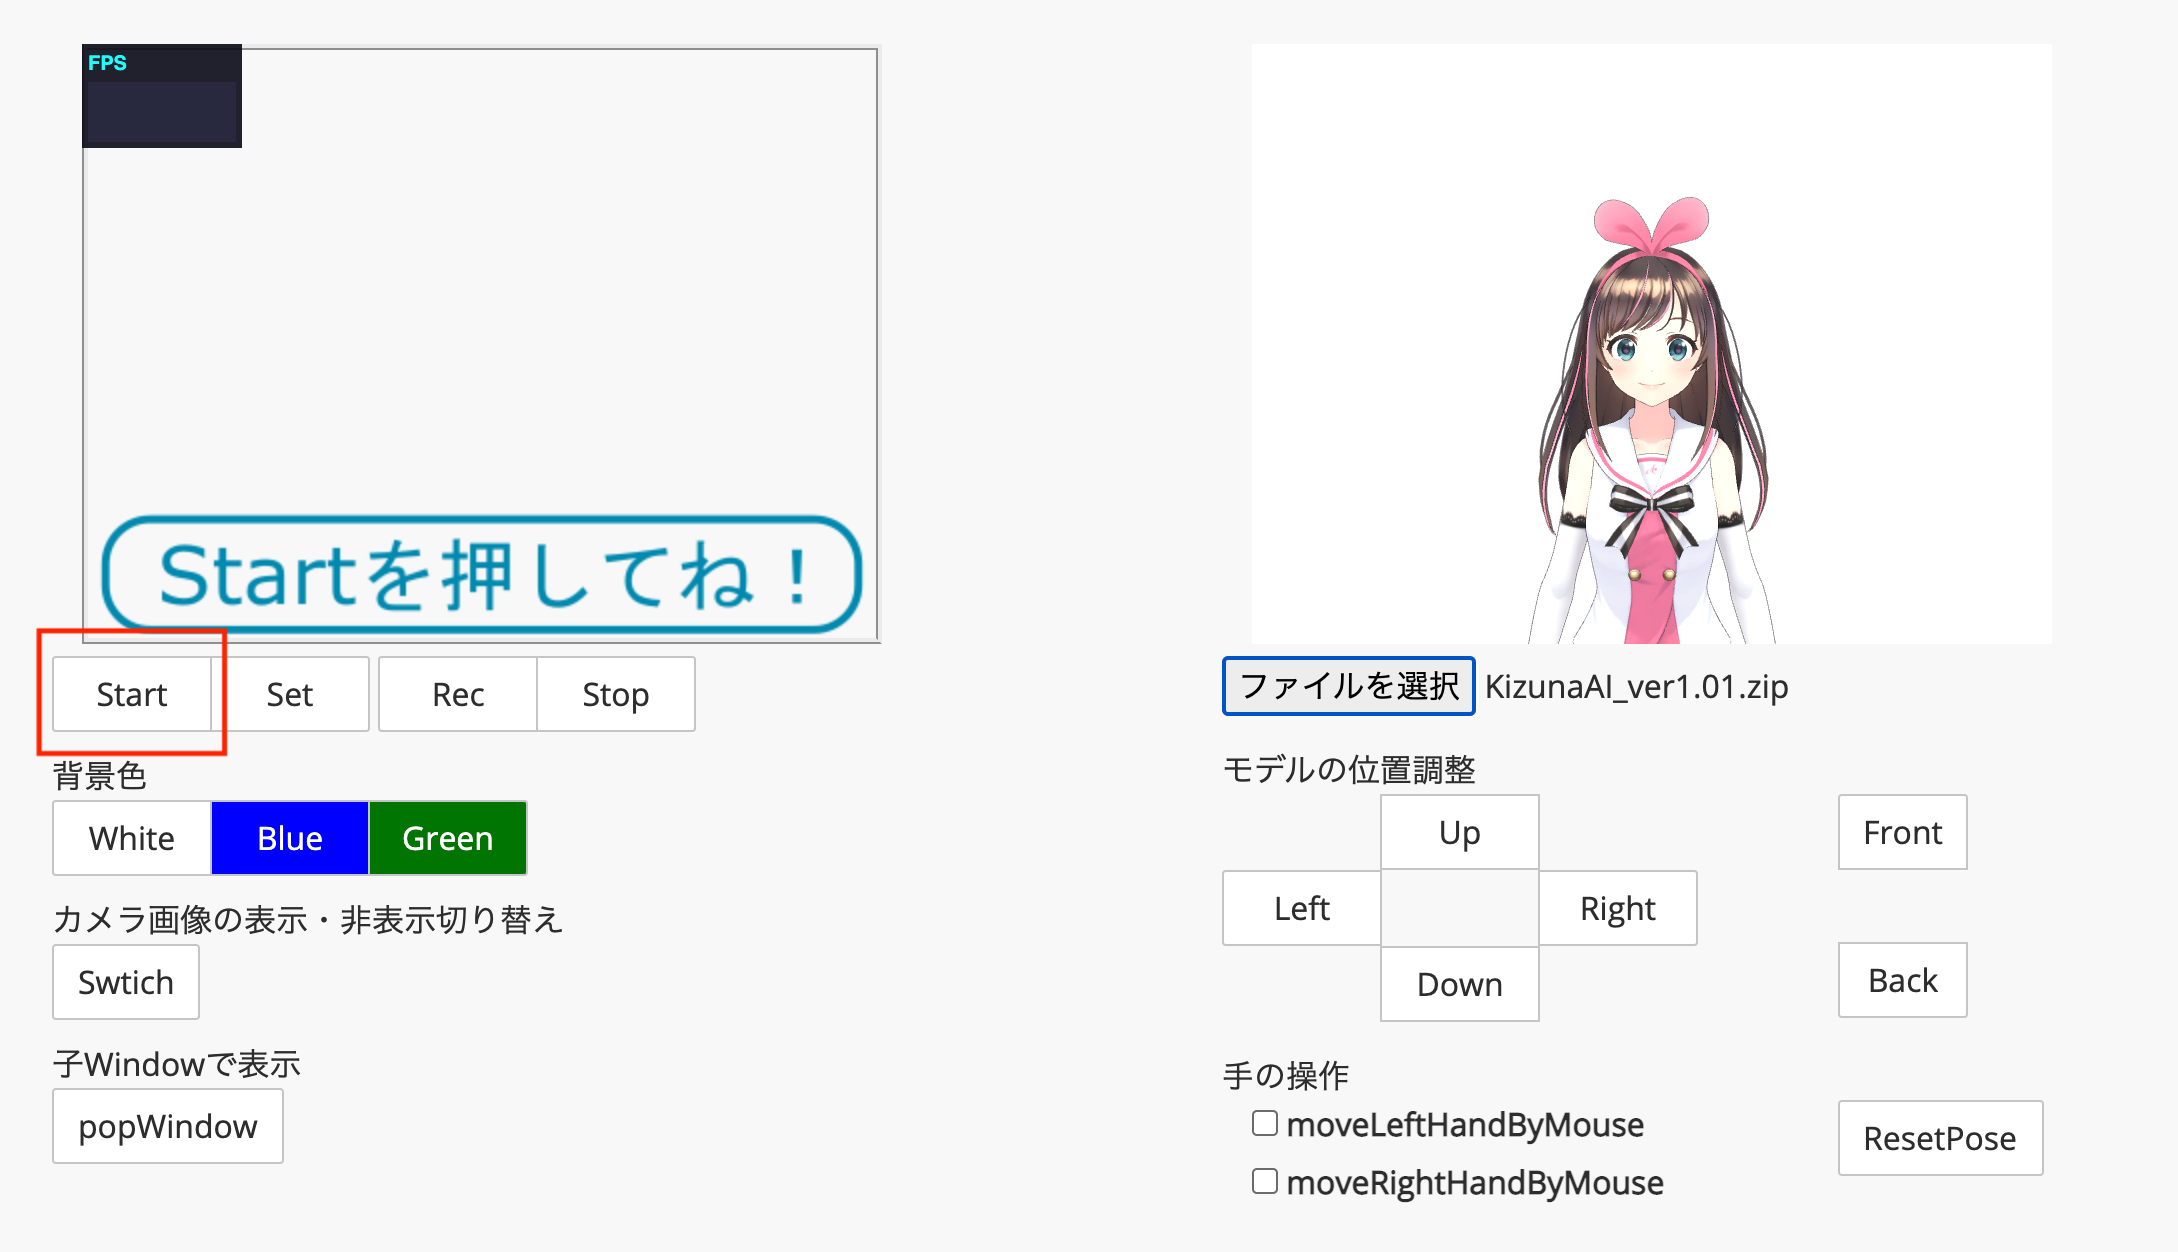 FPS
Startを押してね！
Start
Set
Rec
Stop
背景色
White
Blue
Green
カメラ画像の表示・非表示切り替え
Swtich
子Windowで表示
popWindow
ファイルを選択 KizunaAI_ver1.01.zip
モデルの位置調整
Up
Front
Left
Right
Down
Back
手の操作
moveLeftHandByMouse
ResetPose
moveRightHandByMouse